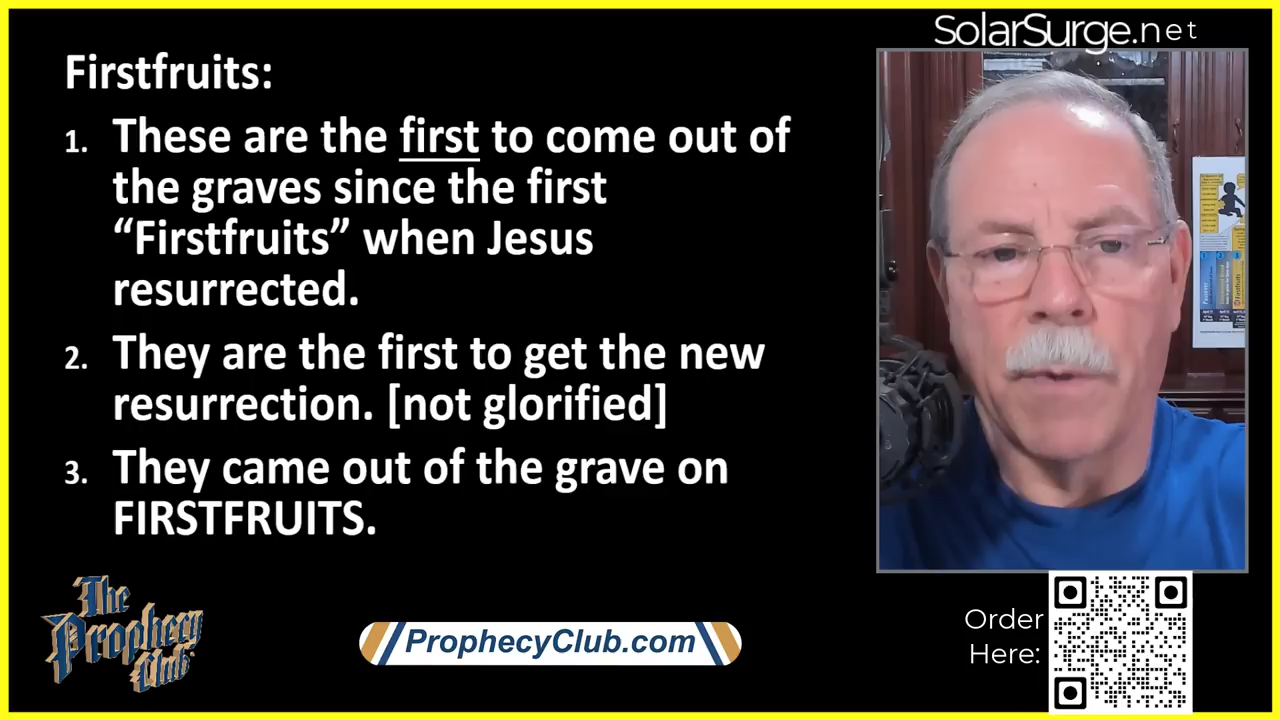 SolarSurge.net
Firstfruits:
1. These are the first to come out of
the graves since the first
“Firstfruits” when Jesus
resurrected.
2. They are the first to get the new
resurrection. [not glorified]
3. They came out of the grave on
FIRSTFRUITS.
The
Prophecy
Club
ProphecyClub.com
Order
Here: